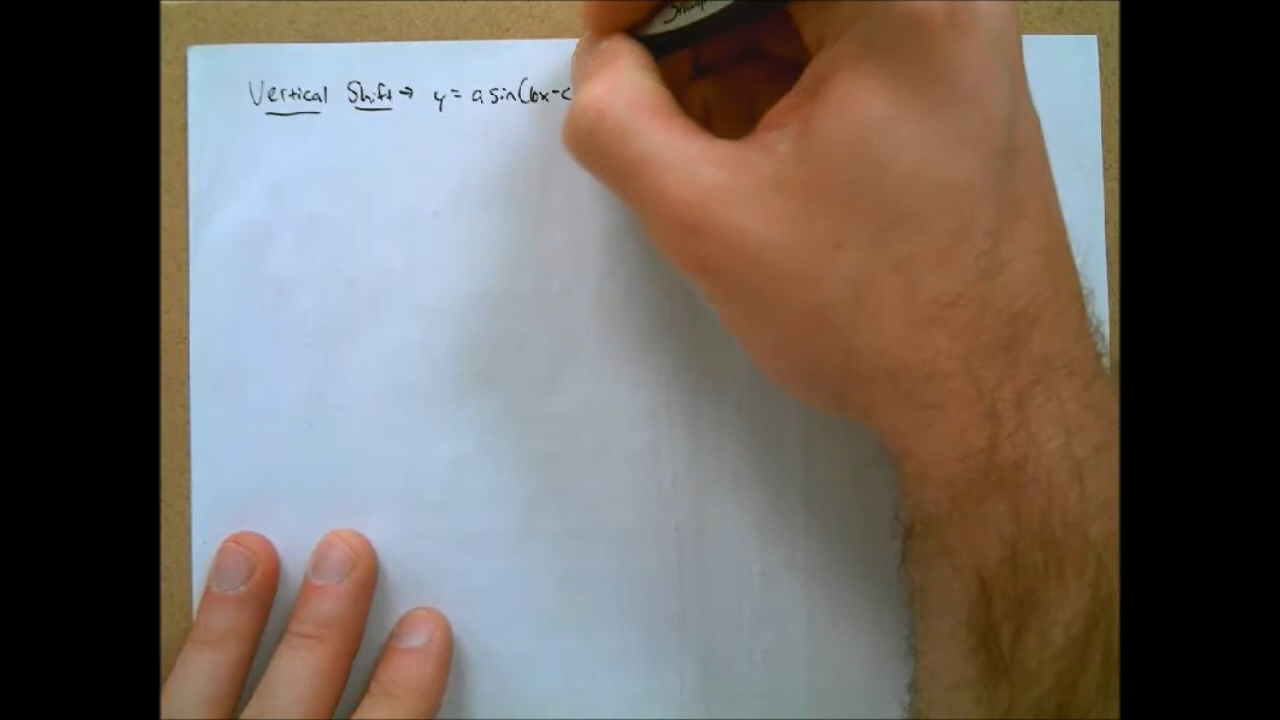 Vertical Shift → y = a sin(bx-c